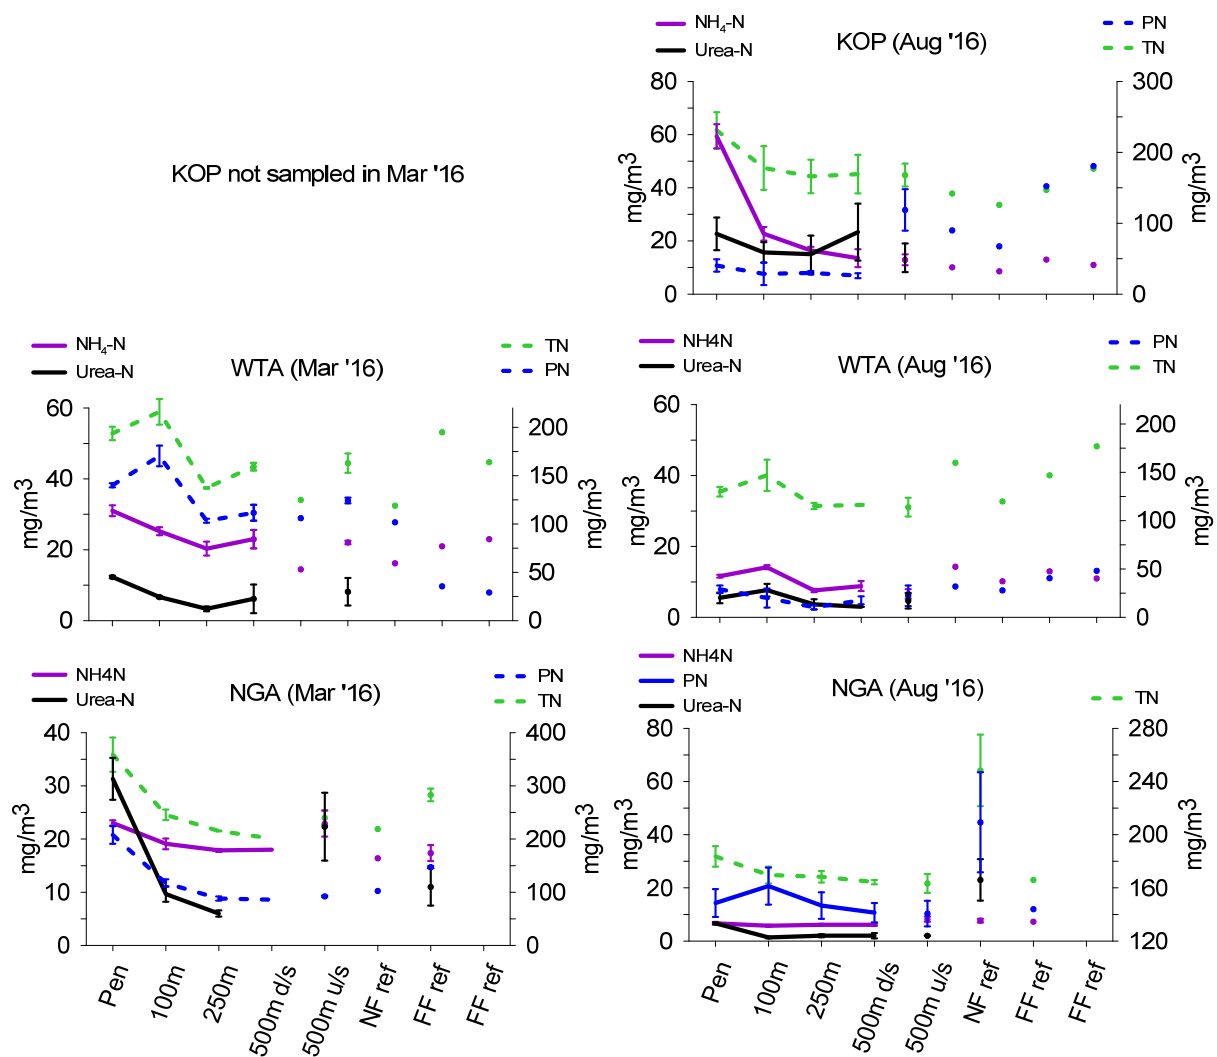 NH₄-N
Urea-N
KOP (Aug '16)
PN
TN
KOP not sampled in Mar '16
80
60
40
20
0
mg/m3
300
200
100
0
mg/m3
NH₄-N
Urea-N
WTA (Mar '16)
TN
PN
60
40
20
0
mg/m3
200
150
100
50
0
mg/m3
NH4N
Urea-N
WTA (Aug '16)
PN
TN
60
40
20
0
mg/m3
200
150
100
50
0
mg/m3
NH4N
Urea-N
NGA (Mar '16)
PN
TN
40
30
20
10
0
mg/m3
400
300
200
100
0
mg/m3
Pen
100m
250m
500m d/s
500m u/s
NF ref
FF ref
FF ref
NH4N
PN
Urea-N
NGA (Aug '16)
TN
80
60
40
20
0
mg/m3
280
240
200
160
120
mg/m3
Pen
100m
250m
500m d/s
500m u/s
NF ref
FF ref
FF ref